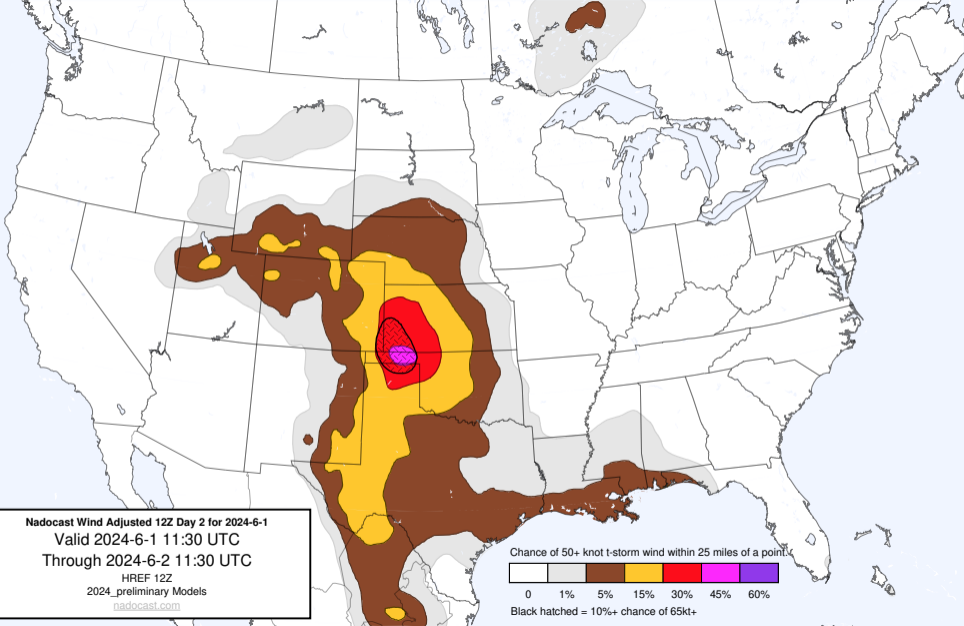 Nadocast Wind Adjusted 12Z Day 2 for 2024-6-1
Valid 2024-6-1 11:30 UTC
Through 2024-6-2 11:30 UTC
HREF 12Z
2024_preliminary Models
nadocast.com
Chance of 50+ knot t-storm wind within 25 miles of a point.
0 1% 5% 15% 30% 45% 60%
Black hatched = 10%+ chance of 65kt+